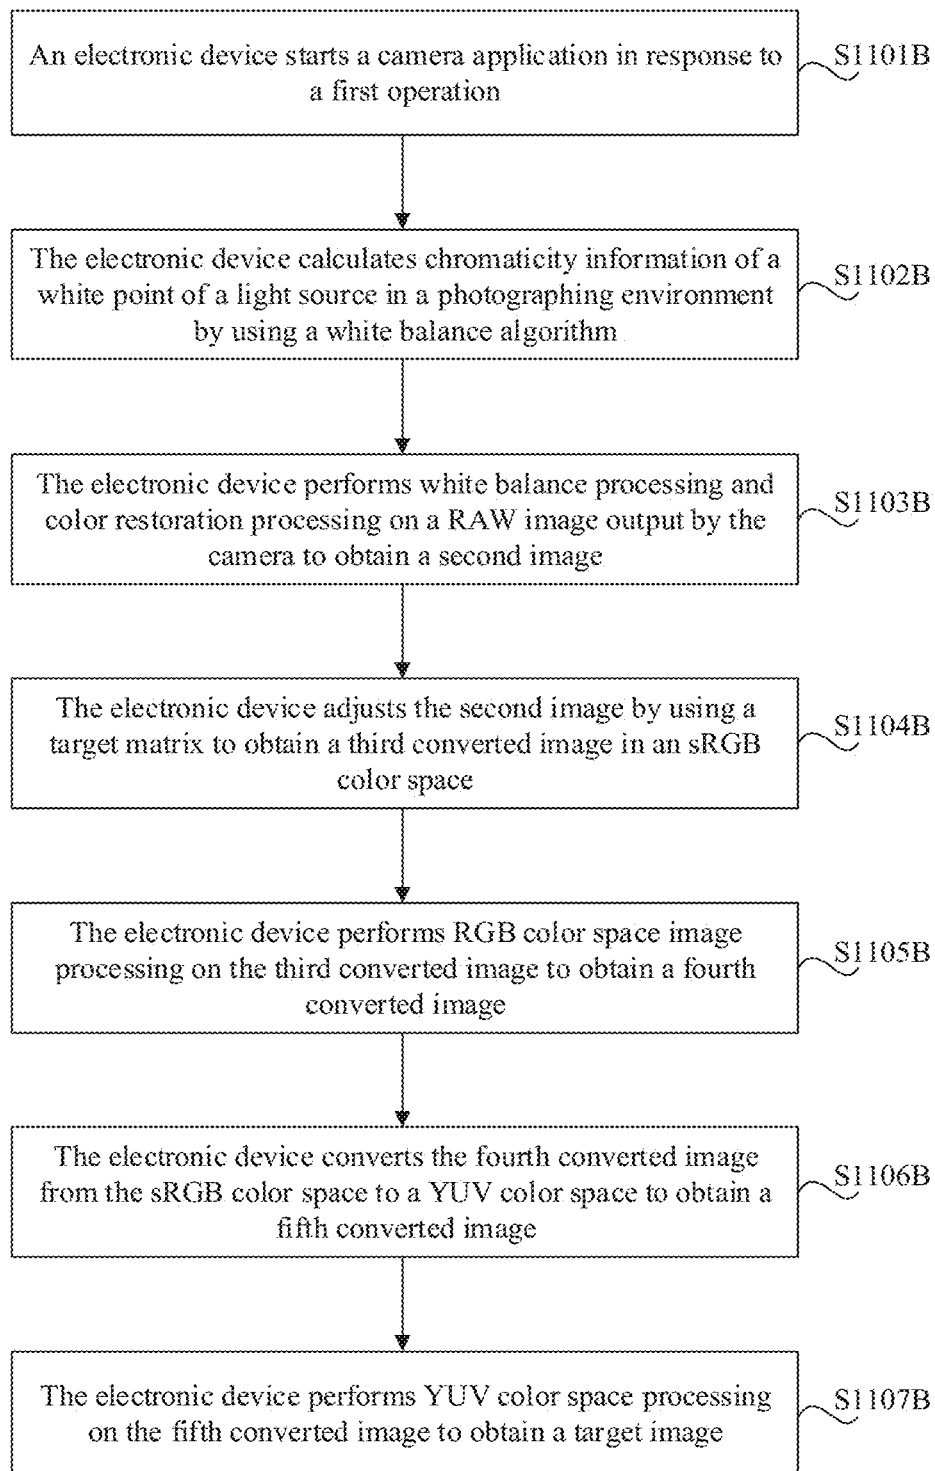 An electronic device starts a camera application in response to
a first operation
S1101B
The electronic device calculates chromaticity information of a
white point of a light source in a photographing environment
by using a white balance algorithm
S1102B
The electronic device performs white balance processing and
color restoration processing on a RAW image output by the
camera to obtain a second image
S1103B
The electronic device adjusts the second image by using a
target matrix to obtain a third converted image in an sRGB
color space
S1104B
The electronic device performs RGB color space image
processing on the third converted image to obtain a fourth
converted image
S1105B
The electronic device converts the fourth converted image
from the sRGB color space to a YUV color space to obtain a
fifth converted image
S1106B
The electronic device performs YUV color space processing
on the fifth converted image to obtain a target image
S1107B